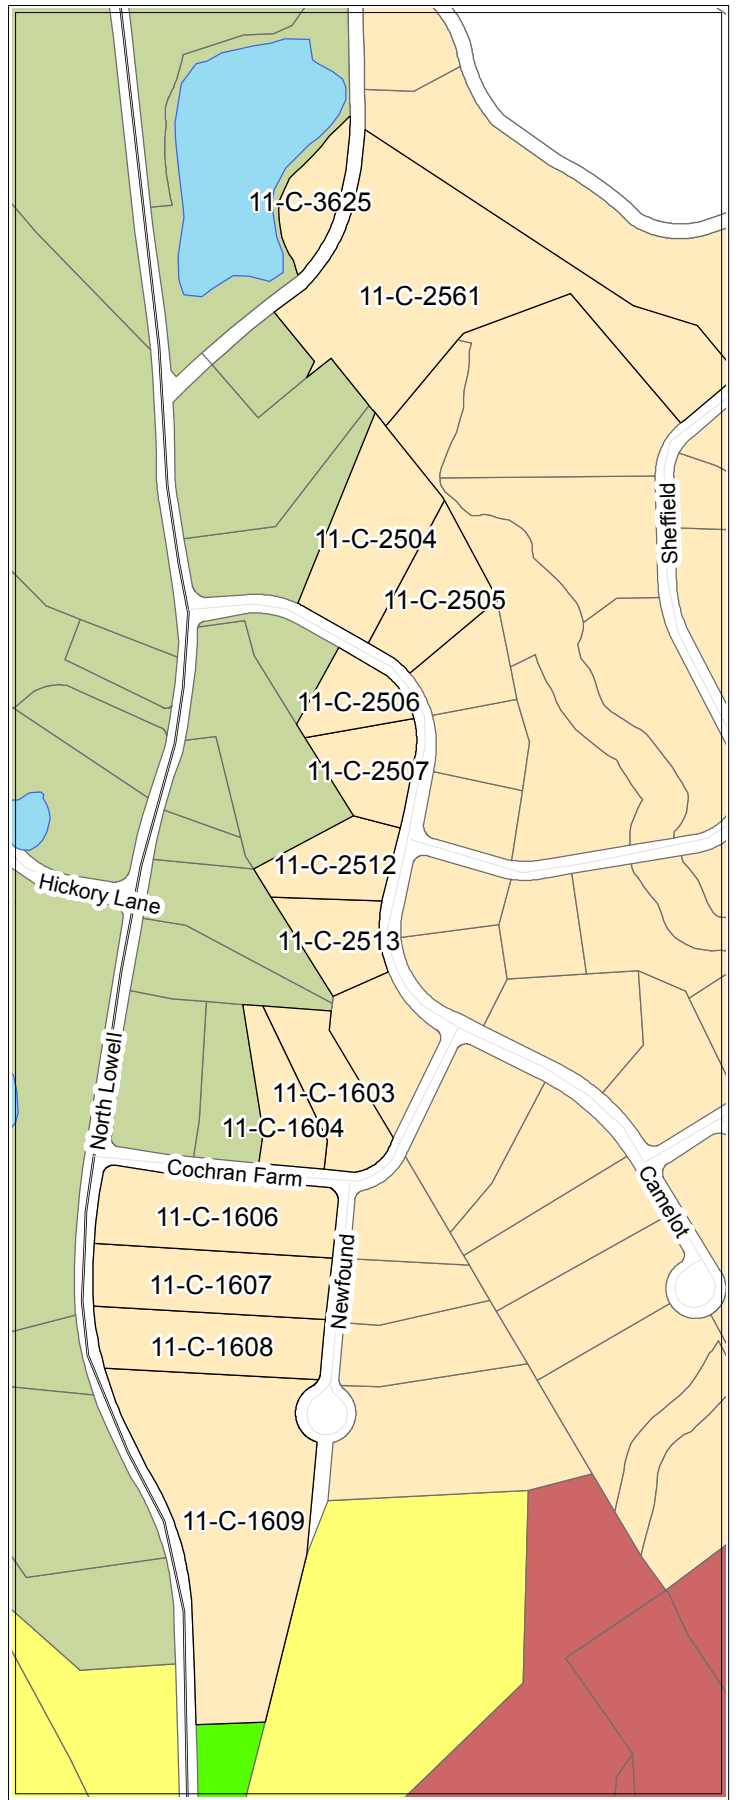 11-C-3625
11-C-2561
Sheffield
11-C-2504
11-C-2505
11-C-2506
11-C-2507
11-C-2512
Hickory Lane
11-C-2513
North Lowell
11-C-1603
11-C-1604
Cochran Farm
Camelot
11-C-1606
Newfound
11-C-1607
11-C-1608
11-C-1609